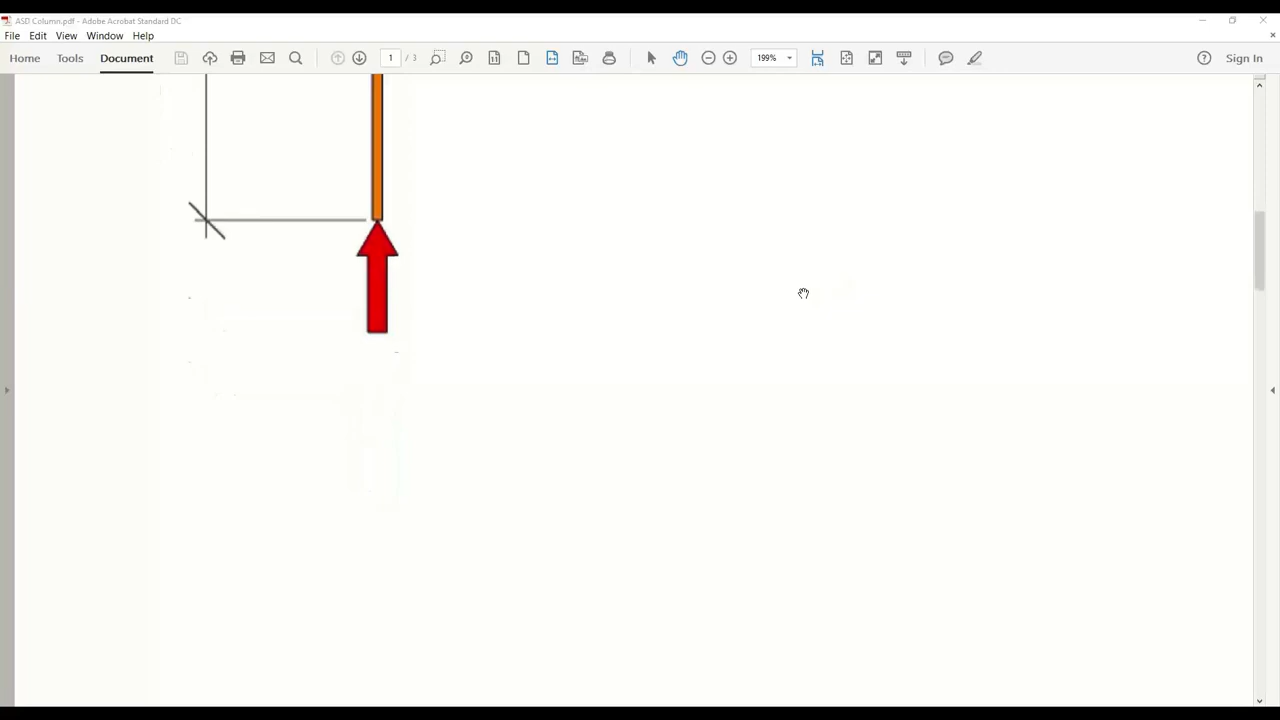 ASD Column.pdf - Adobe Acrobat Standard DC
File Edit View Window Help
Home Tools Document 1 / 3 199% Sign In